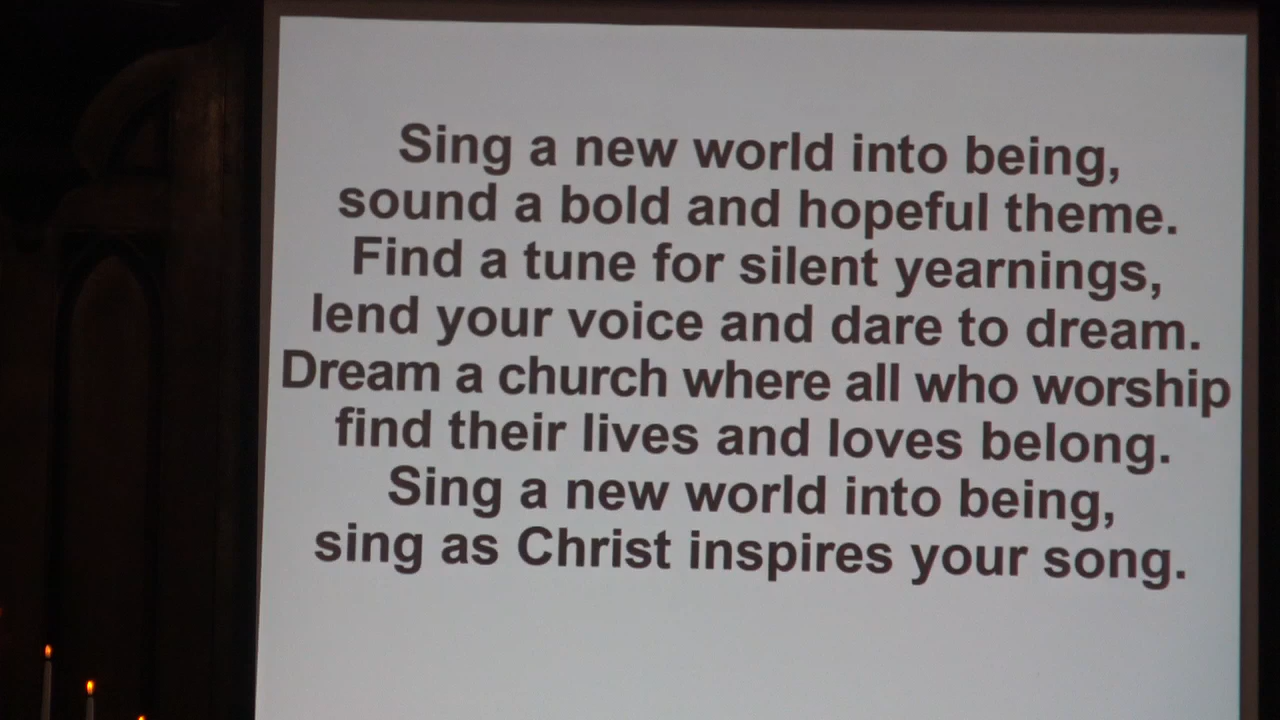 Sing a new world into being,
sound a bold and hopeful theme.
Find a tune for silent yearnings,
lend your voice and dare to dream.
Dream a church where all who worship
find their lives and loves belong.
Sing a new world into being,
sing as Christ inspires your song.